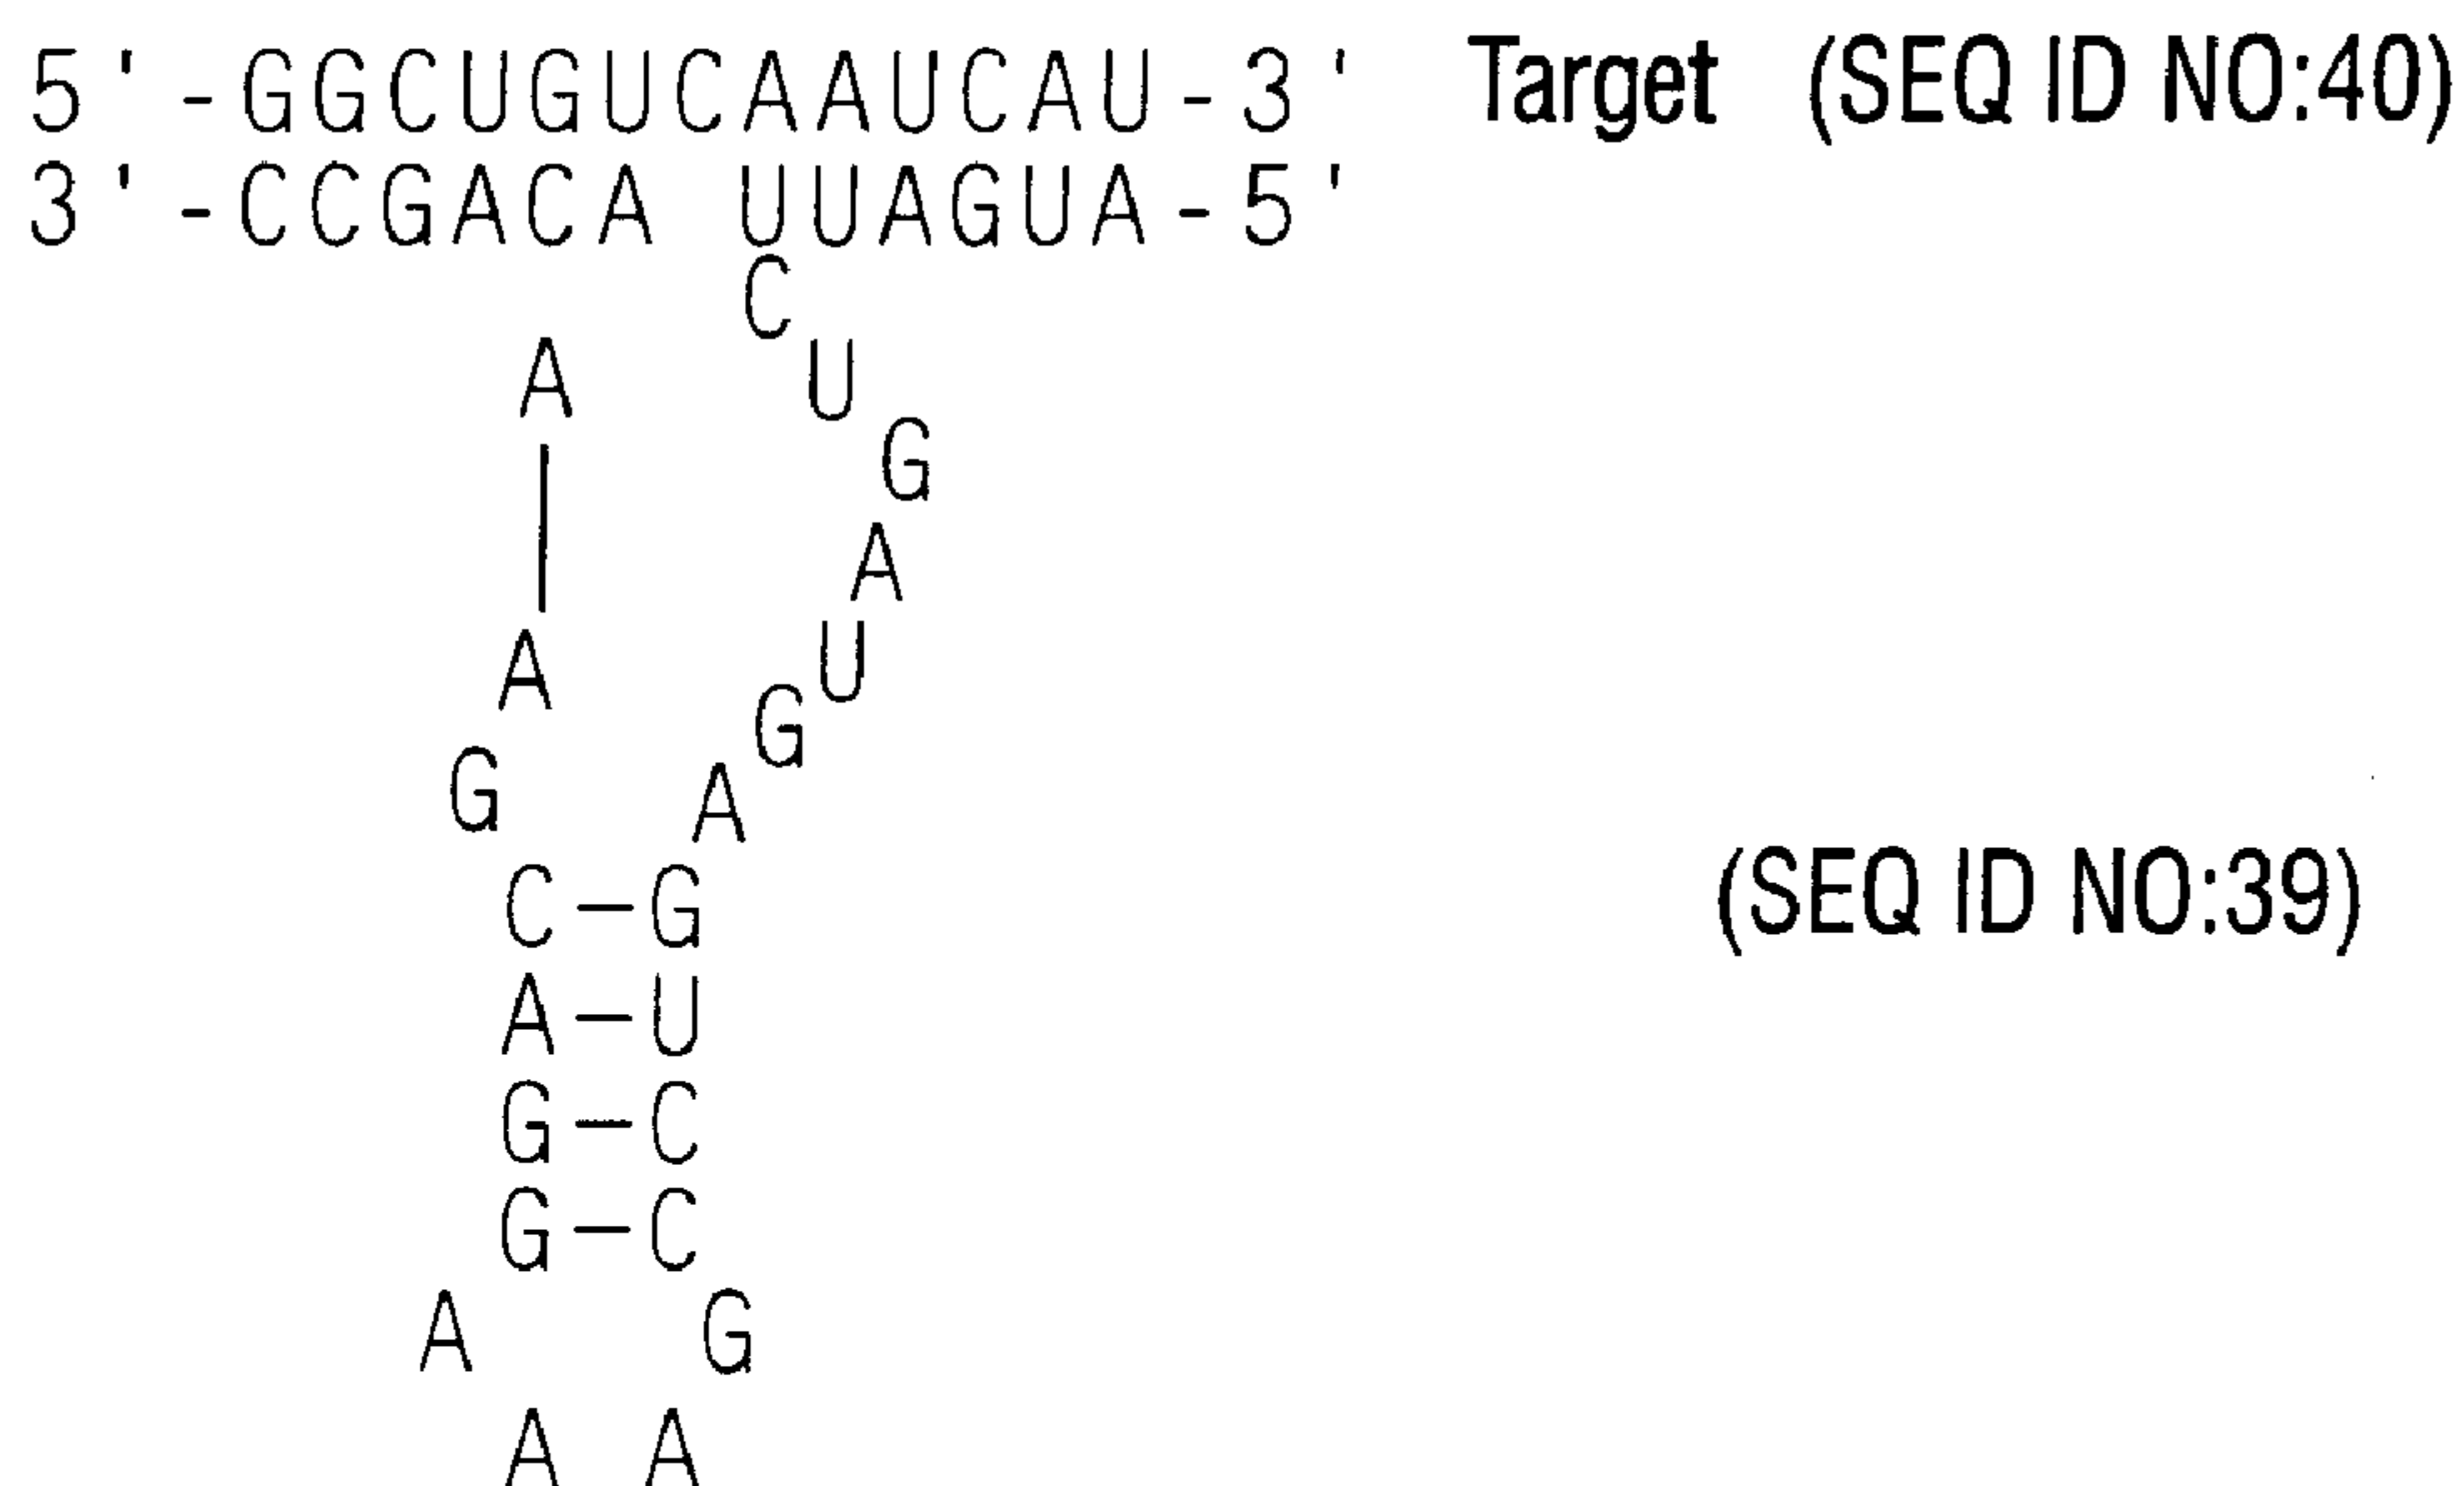 5'-GGCUGUCAAUCAU-3' Target (SEQ ID NO:40)
3'-CCGACA UUAGUA-5'
C
A U
G
A
A U
G
G A
C-G (SEQ ID NO:39)
A-U
G-C
G-C
A G
A A